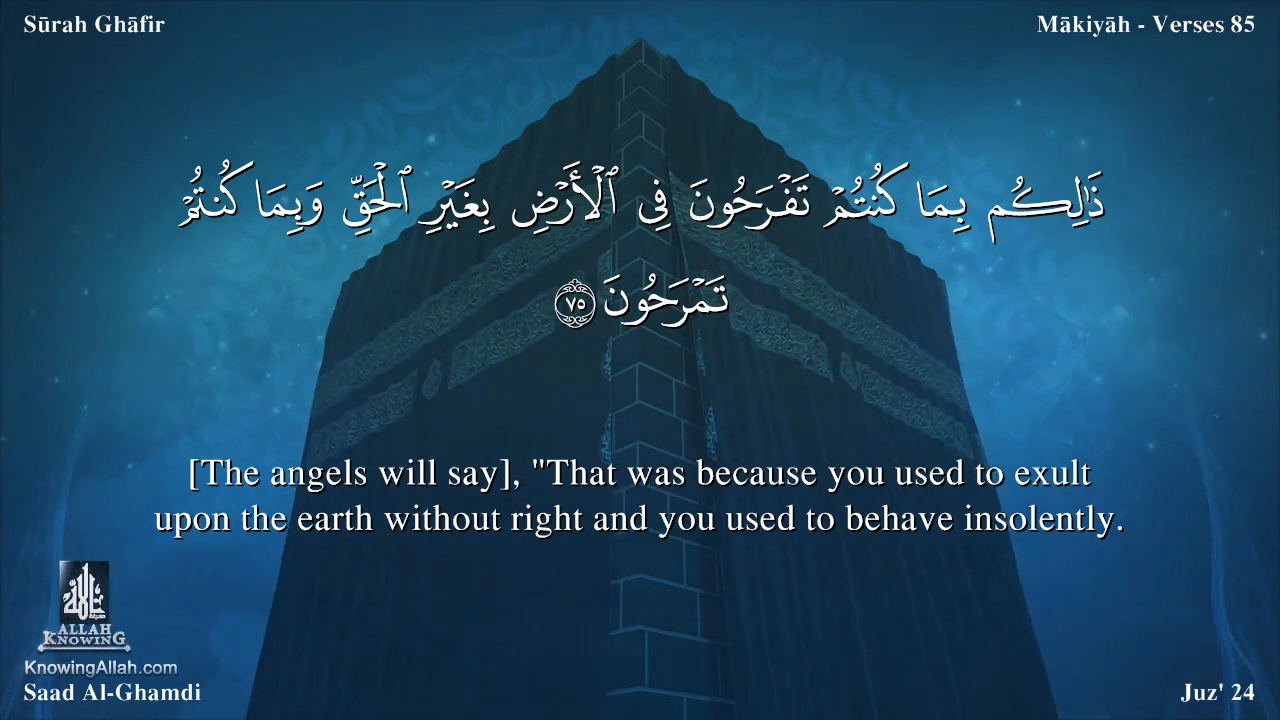 Sūrah Ghāfir
Mākiyāh - Verses 85
ذَٰلِكُم بِمَا كُنتُمْ تَفْرَحُونَ فِى ٱلْأَرْضِ بِغَيْرِ ٱلْحَقِّ وَبِمَا كُنتُمْ
تَمْرَحُونَ ٧٥
[The angels will say], "That was because you used to exult
upon the earth without right and you used to behave insolently.
ALLAH
KNOWING
KnowingAllah.com
Saad Al-Ghamdi
Juz' 24